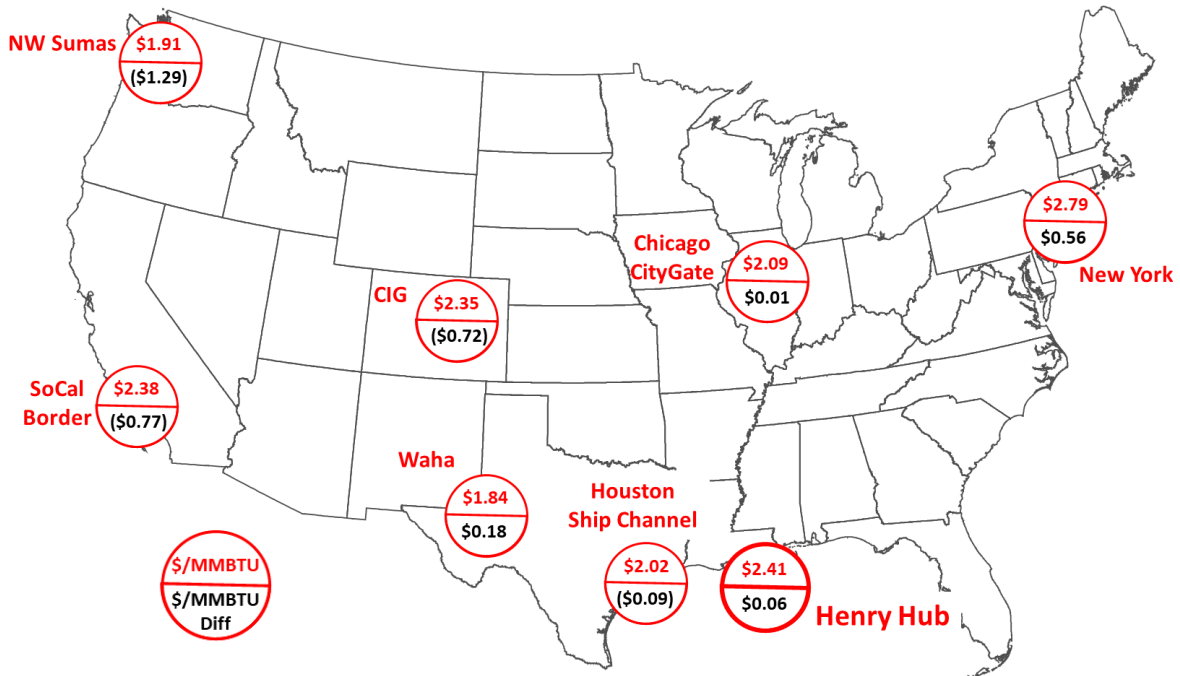 NW Sumas
$1.91
($1.29)
$2.79
$0.56
New York
Chicago
CityGate
$2.09
$0.01
CIG
$2.35
($0.72)
SoCal
Border
$2.38
($0.77)
Waha
$1.84
$0.18
Houston
Ship Channel
$2.02
($0.09)
$2.41
$0.06
Henry Hub
$/MMBTU
$/MMBTU
Diff